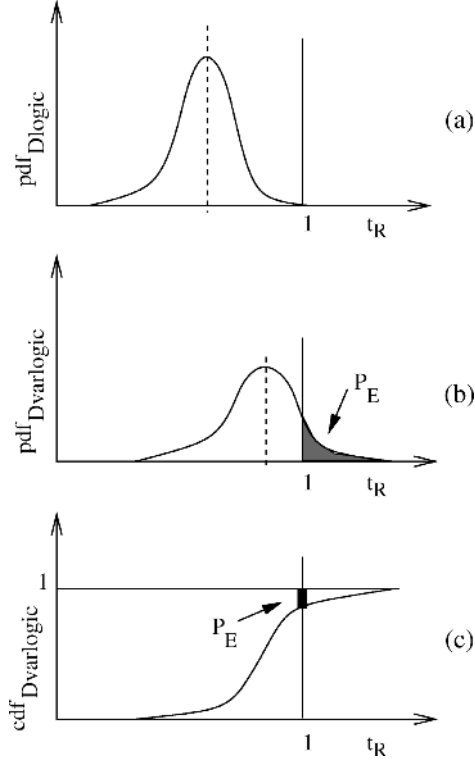 pdf_Dlogic
(a)
1
t_R
pdf_Dvarlogic
P_E
(b)
1
t_R
1
cdf_Dvarlogic
P_E
(c)
1
t_R